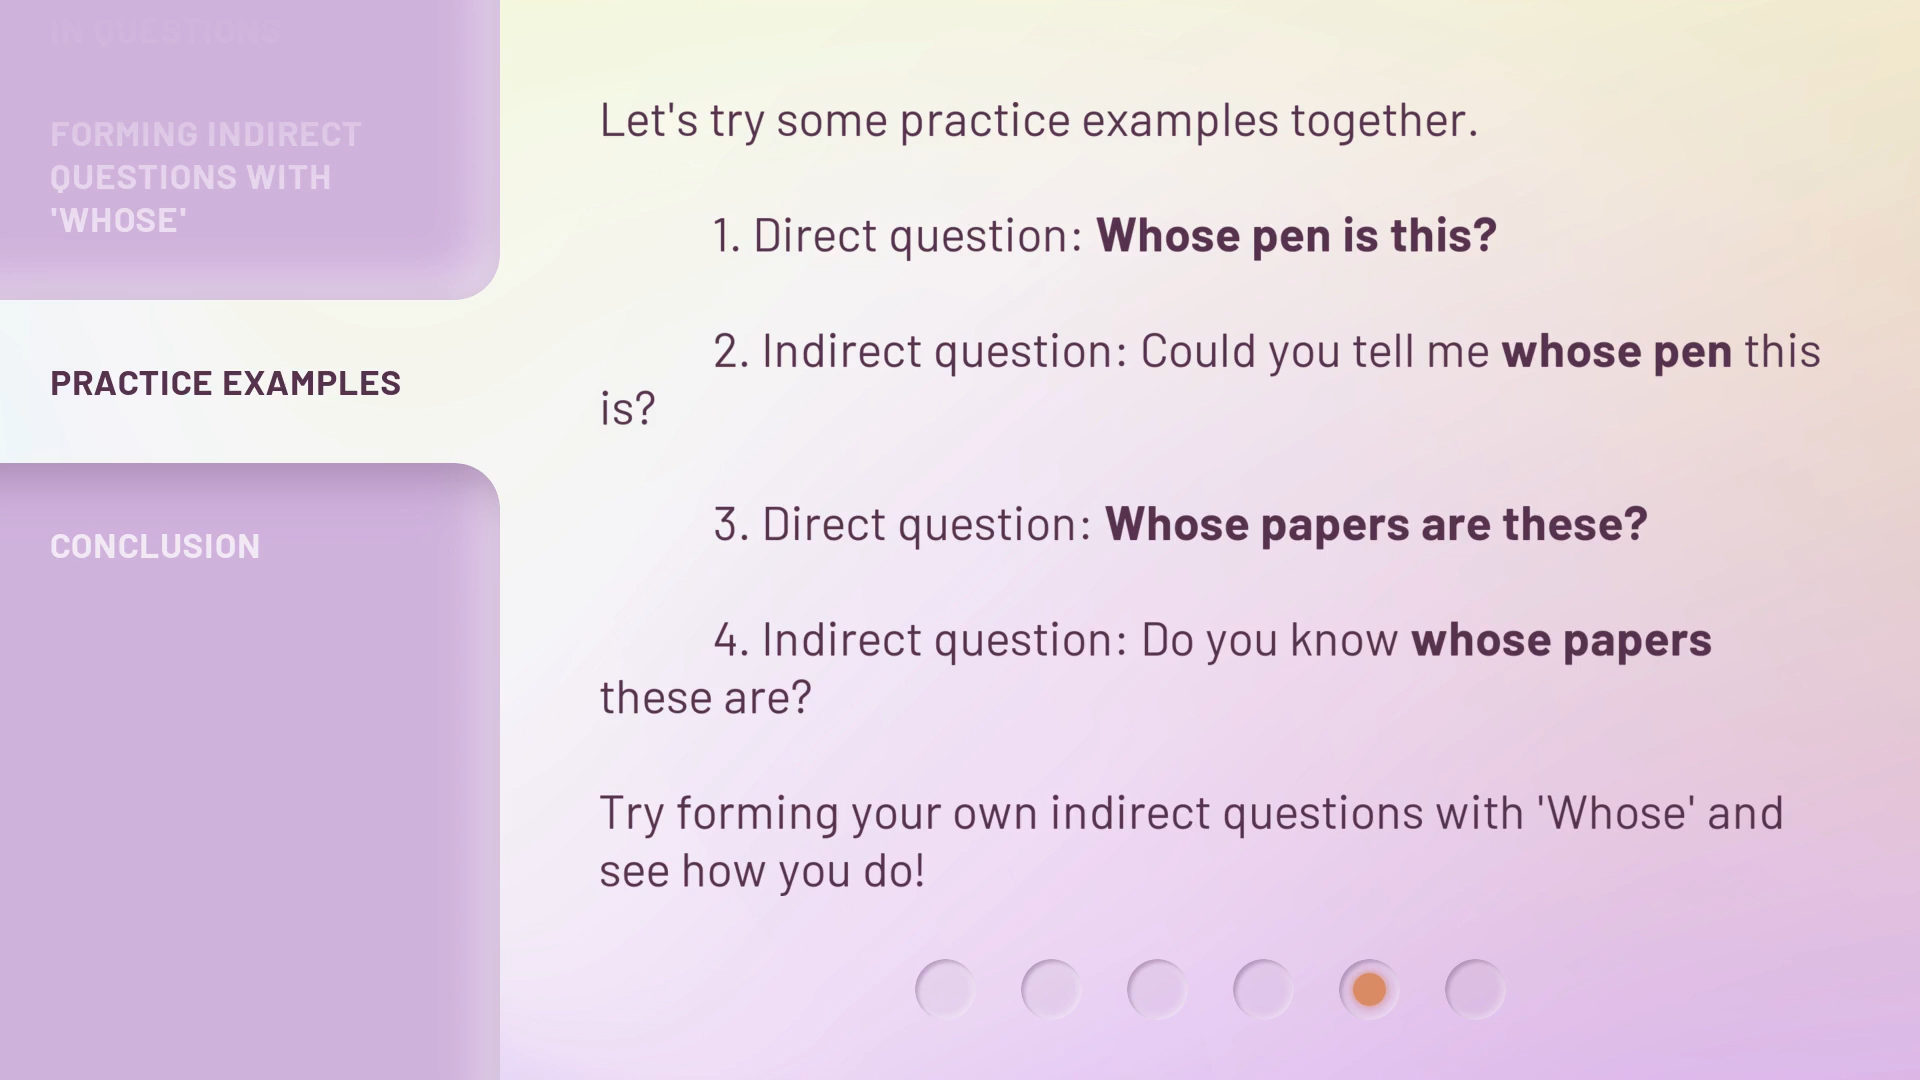 IN QUESTIONS
FORMING INDIRECT
QUESTIONS WITH
'WHOSE'
PRACTICE EXAMPLES
CONCLUSION
Let's try some practice examples together.
1. Direct question: Whose pen is this?
2. Indirect question: Could you tell me whose pen this
is?
3. Direct question: Whose papers are these?
4. Indirect question: Do you know whose papers
these are?
Try forming your own indirect questions with 'Whose' and
see how you do!